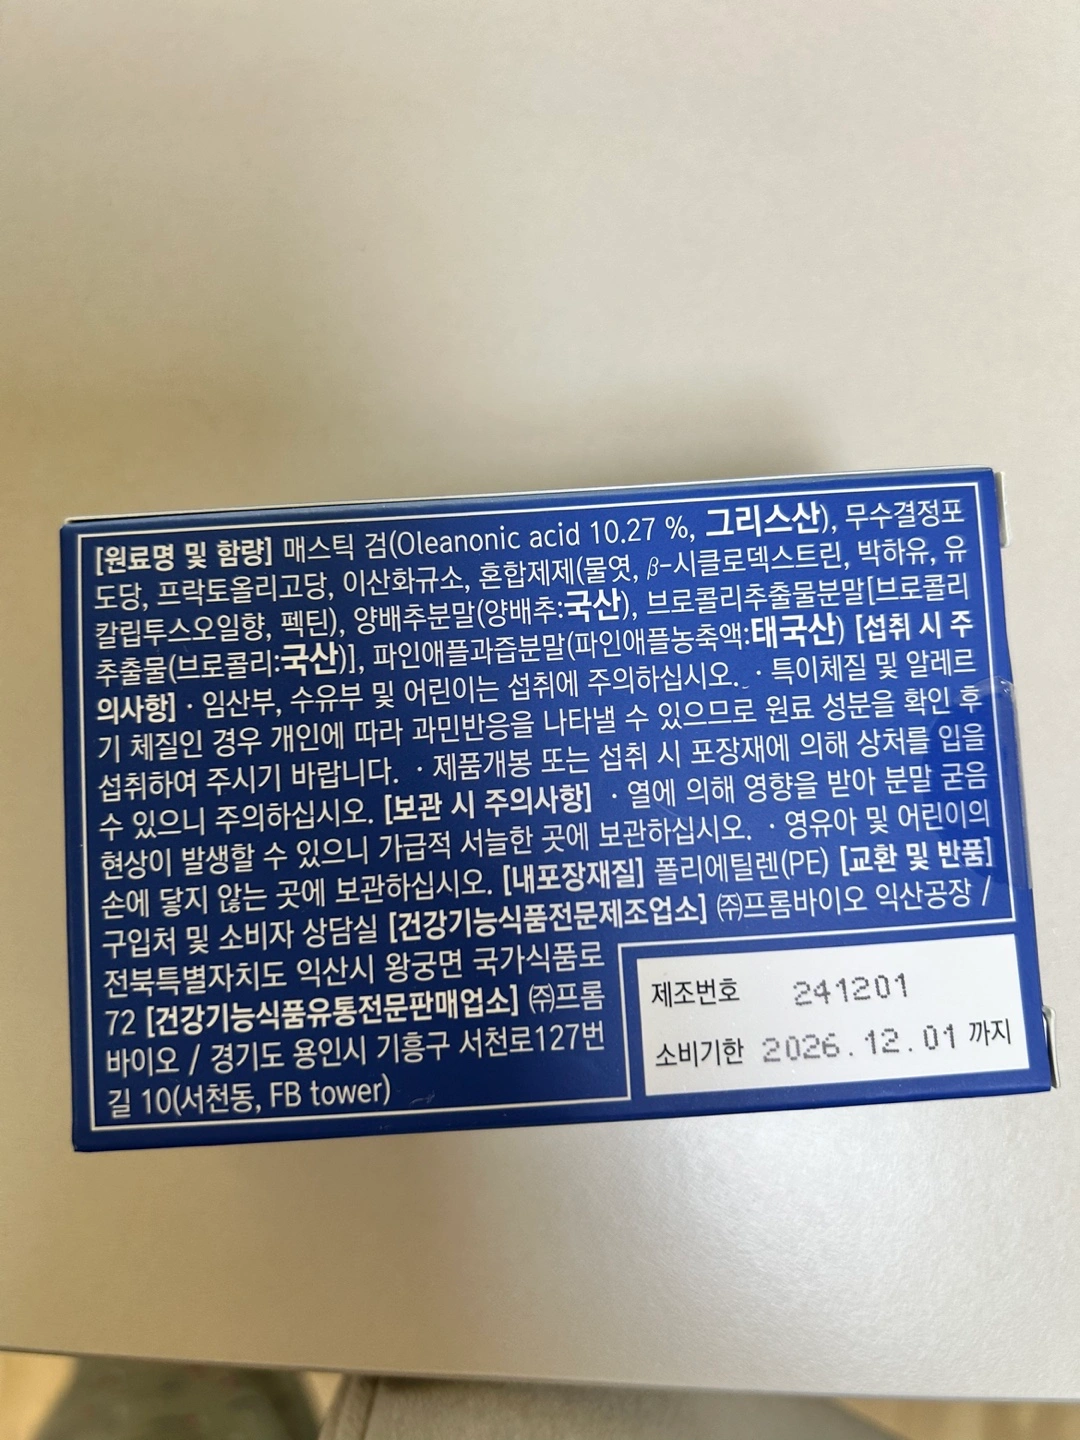 [원료명 및 함량] 매스틱 검(Oleanonic acid 10.27 %, 그리스산), 무수결정포
도당, 프락토올리고당, 이산화규소, 혼합제제(물엿, β-시클로덱스트린, 박하유, 유
칼립투스오일향, 펙틴), 양배추분말(양배추:국산), 브로콜리추출물분말[브로콜리
추출물(브로콜리:국산)], 파인애플과즙분말(파인애플농축액:태국산) [섭취 시 주
의사항] · 임산부, 수유부 및 어린이는 섭취에 주의하십시오. · 특이체질 및 알레르
기 체질인 경우 개인에 따라 과민반응을 나타낼 수 있으므로 원료 성분을 확인 후
섭취하여 주시기 바랍니다. · 제품개봉 또는 섭취 시 포장재에 의해 상처를 입을
수 있으니 주의하십시오. [보관 시 주의사항] · 열에 의해 영향을 받아 분말 굳음
현상이 발생할 수 있으니 가급적 서늘한 곳에 보관하십시오. · 영유아 및 어린이의
손에 닿지 않는 곳에 보관하십시오. [내포장재질] 폴리에틸렌(PE) [교환 및 반품]
구입처 및 소비자 상담실 [건강기능식품전문제조업소] ㈜프롬바이오 익산공장 /
전북특별자치도 익산시 왕궁면 국가식품로
72 [건강기능식품유통전문판매업소] ㈜프롬
바이오 / 경기도 용인시 기흥구 서천로127번
길 10(서천동, FB tower)
제조번호 241201
소비기한 2026.12.01 까지